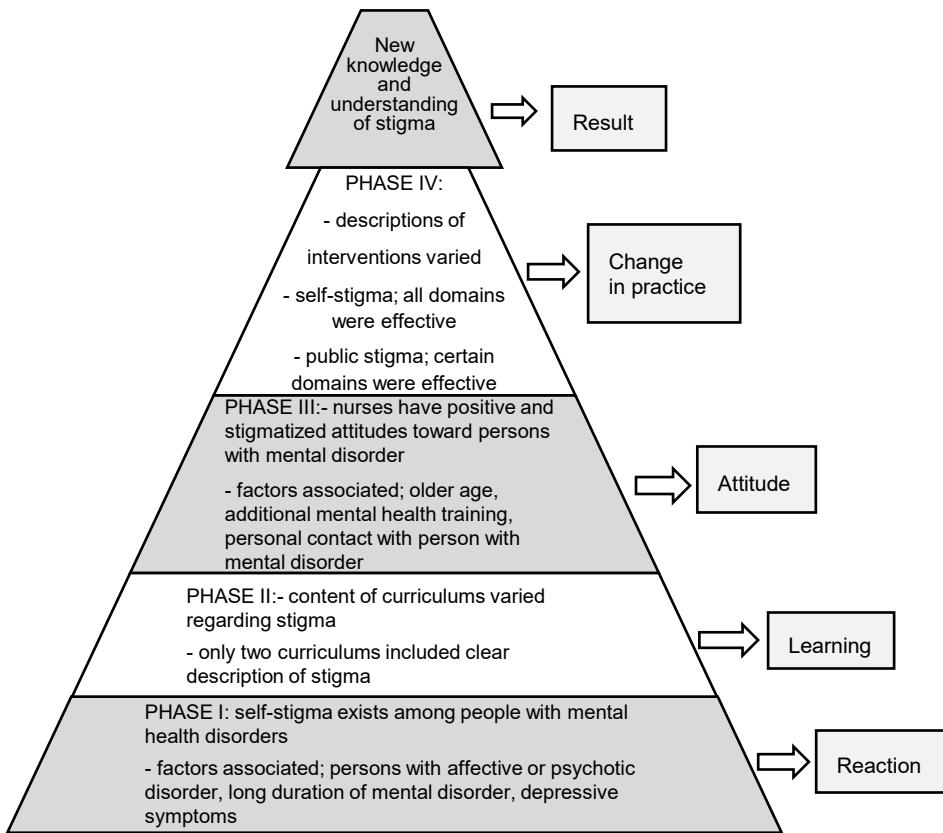 New
knowledge
and
understanding
of stigma
Result
PHASE IV:
- descriptions of
interventions varied
- self-stigma; all domains
were effective
- public stigma; certain
domains were effective
Change
in practice
PHASE III:- nurses have positive and
stigmatized attitudes toward persons
with mental disorder
- factors associated; older age,
additional mental health training,
personal contact with person with
mental disorder
Attitude
PHASE II:- content of curriculums varied
regarding stigma
- only two curriculums included clear
description of stigma
Learning
PHASE I: self-stigma exists among people with mental
health disorders
- factors associated; persons with affective or psychotic
disorder, long duration of mental disorder, depressive
symptoms
Reaction